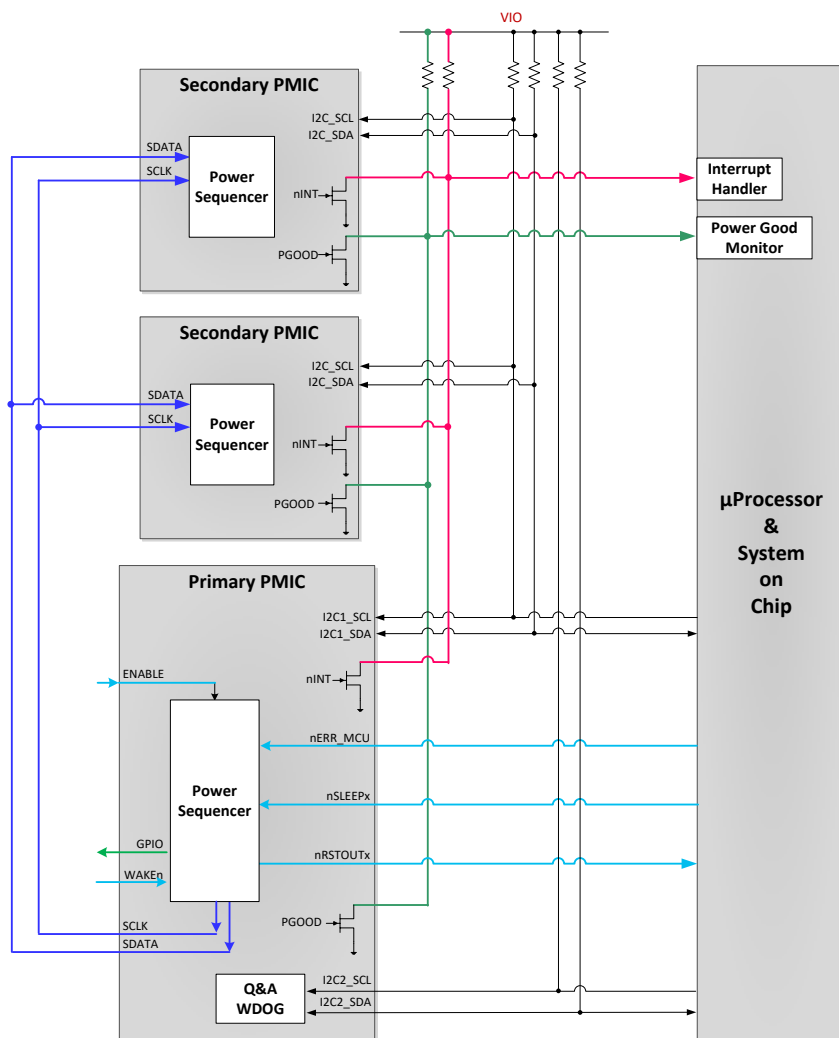 VIO
Secondary PMIC
I2C_SCL
I2C_SDA
SDATA
SCLK
Power
Sequencer
nINT
PGOOD
Interrupt
Handler
Power Good
Monitor
Secondary PMIC
I2C_SCL
I2C_SDA
SDATA
SCLK
Power
Sequencer
nINT
PGOOD
µProcessor
&
System
on
Chip
Primary PMIC
I2C1_SCL
I2C1_SDA
ENABLE
nINT
nERR_MCU
Power
Sequencer
nSLEEPx
GPIO
nRSTOUTx
WAKEn
SCLK
PGOOD
SDATA
Q&A
WDOG
I2C2_SCL
I2C2_SDA